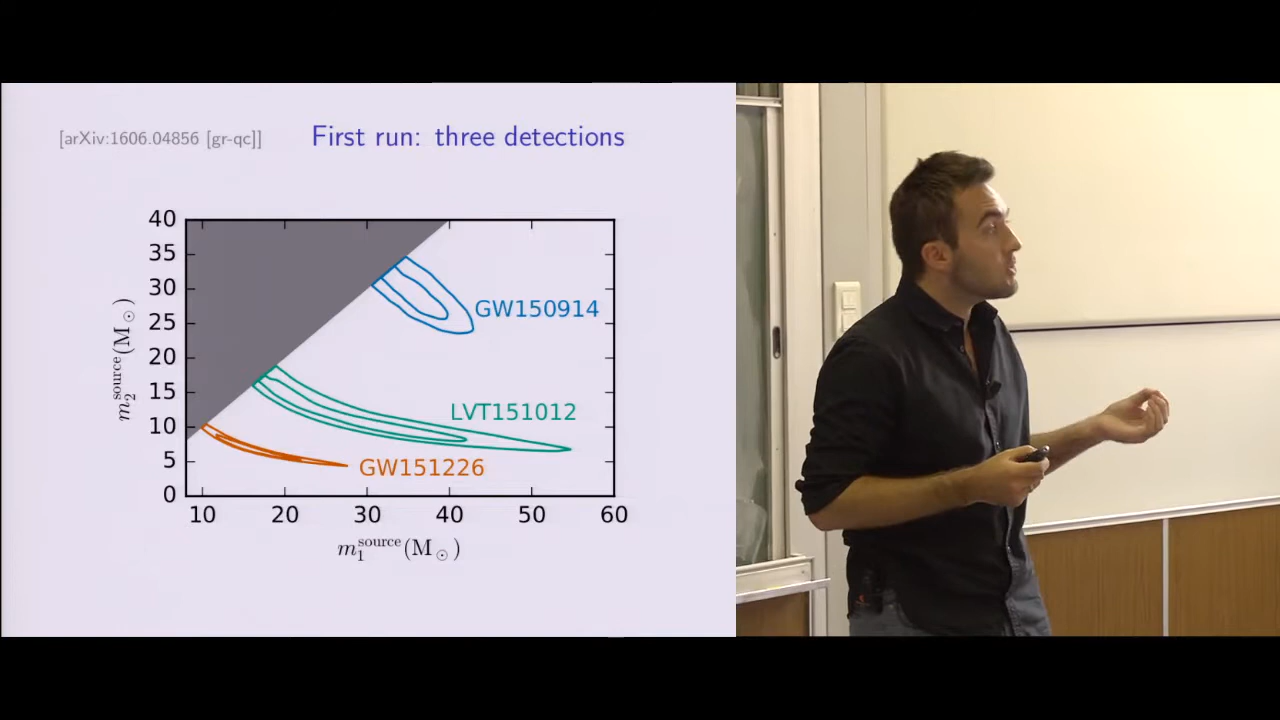 [arXiv:1606.04856 [gr-qc]]
First run: three detections
40
35
30
25
20
15
10
5
0
m₂^source(M⊙)
GW150914
LVT151012
GW151226
10 20 30 40 50 60
m₁^source(M⊙)